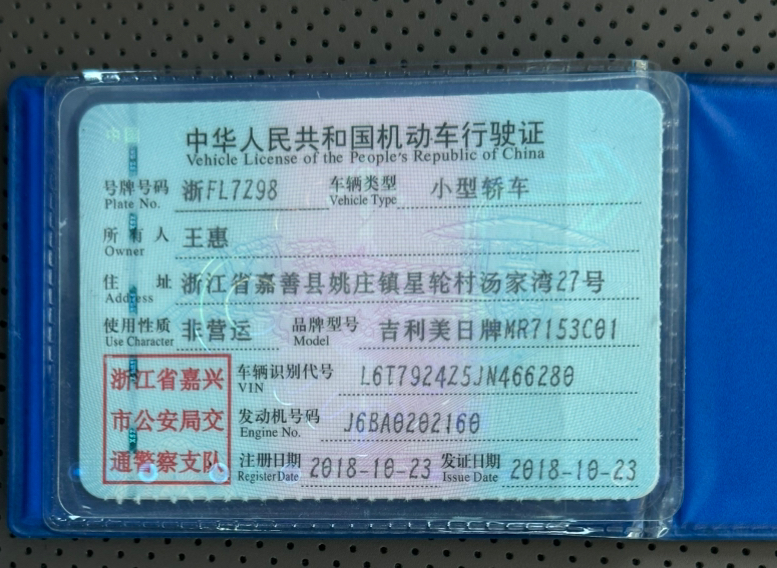 中华人民共和国机动车行驶证
Vehicle License of the People's Republic of China
号牌号码 浙FL7Z98 车辆类型 小型轿车
Plate No. Vehicle Type
所有人 王惠
Owner
住址 浙江省嘉善县姚庄镇星轮村汤家湾27号
Address
使用性质 非营运 品牌型号 吉利美日牌MR7153C01
Use Character Model
浙江省嘉兴
市公安局交
通警察支队
车辆识别代号 L6T7924Z5JN466280
VIN
发动机号码 J6BA0202160
Engine No.
注册日期 2018-10-23 发证日期 2018-10-23
Register Date Issue Date